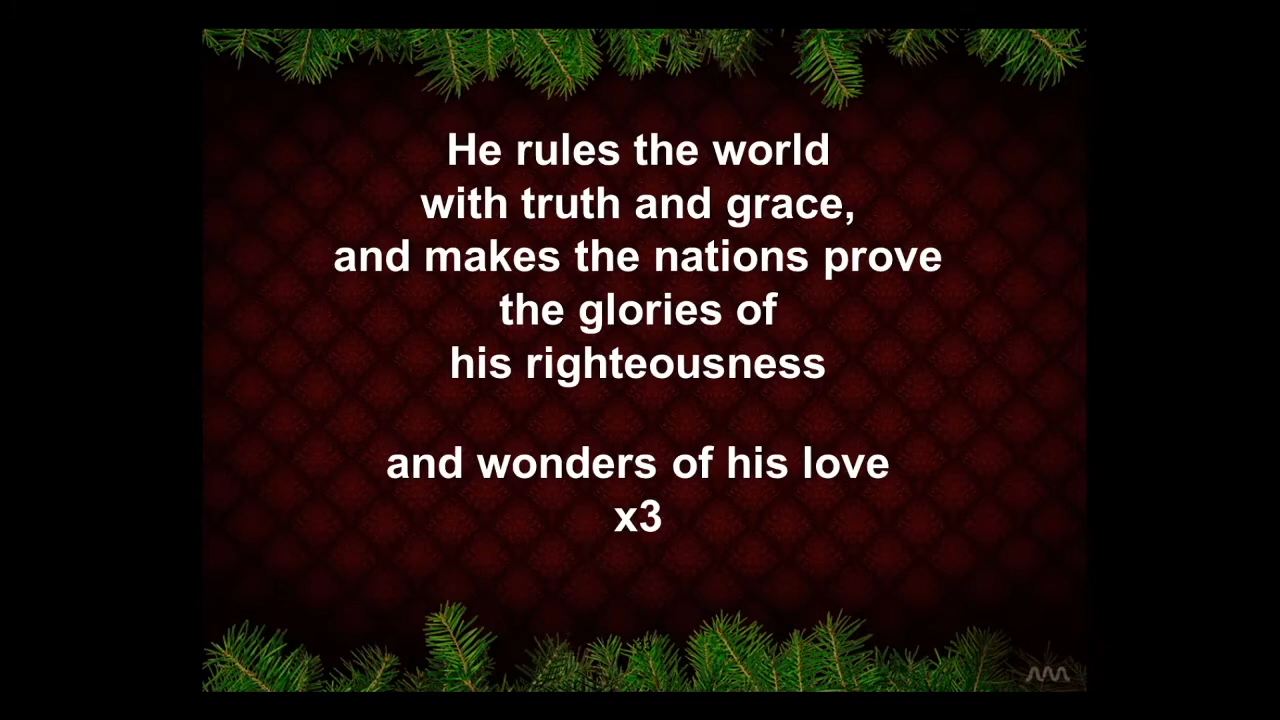 He rules the world
with truth and grace,
and makes the nations prove
the glories of
his righteousness
and wonders of his love
x3